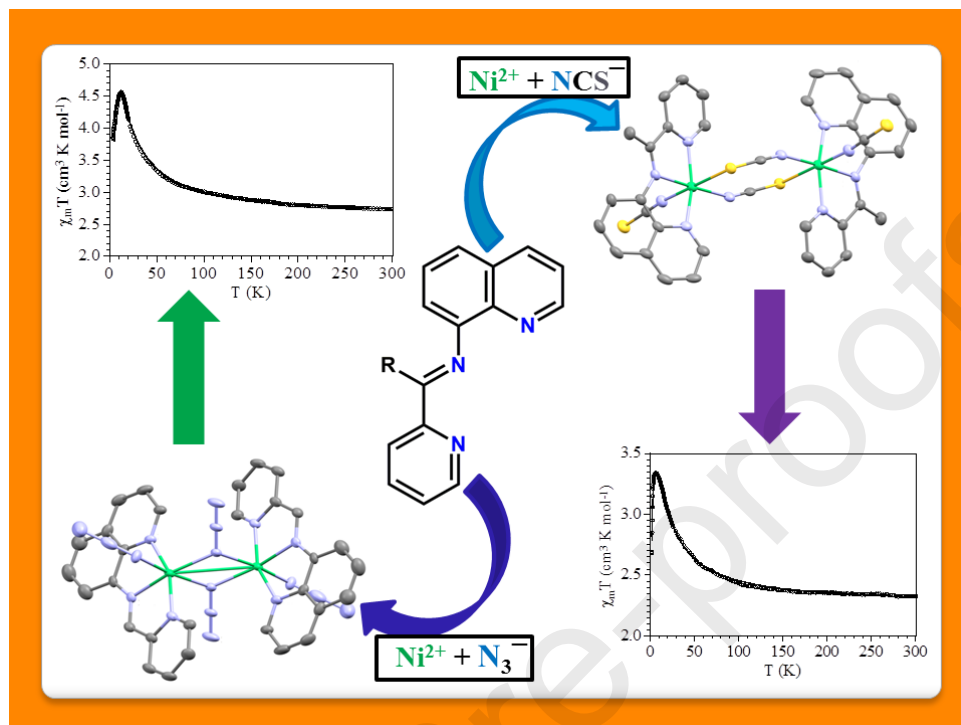 Ni²⁺ + NCS⁻
5.0
4.5
4.0
3.5
3.0
2.5
2.0
χₘT (cm³ K mol⁻¹)
0 50 100 150 200 250 300
T (K)
N
R
N
N
3.5
3.0
2.5
2.0
χₘT (cm³ K mol⁻¹)
0 50 100 150 200 250 300
T (K)
Ni²⁺ + N₃⁻
re-proofs